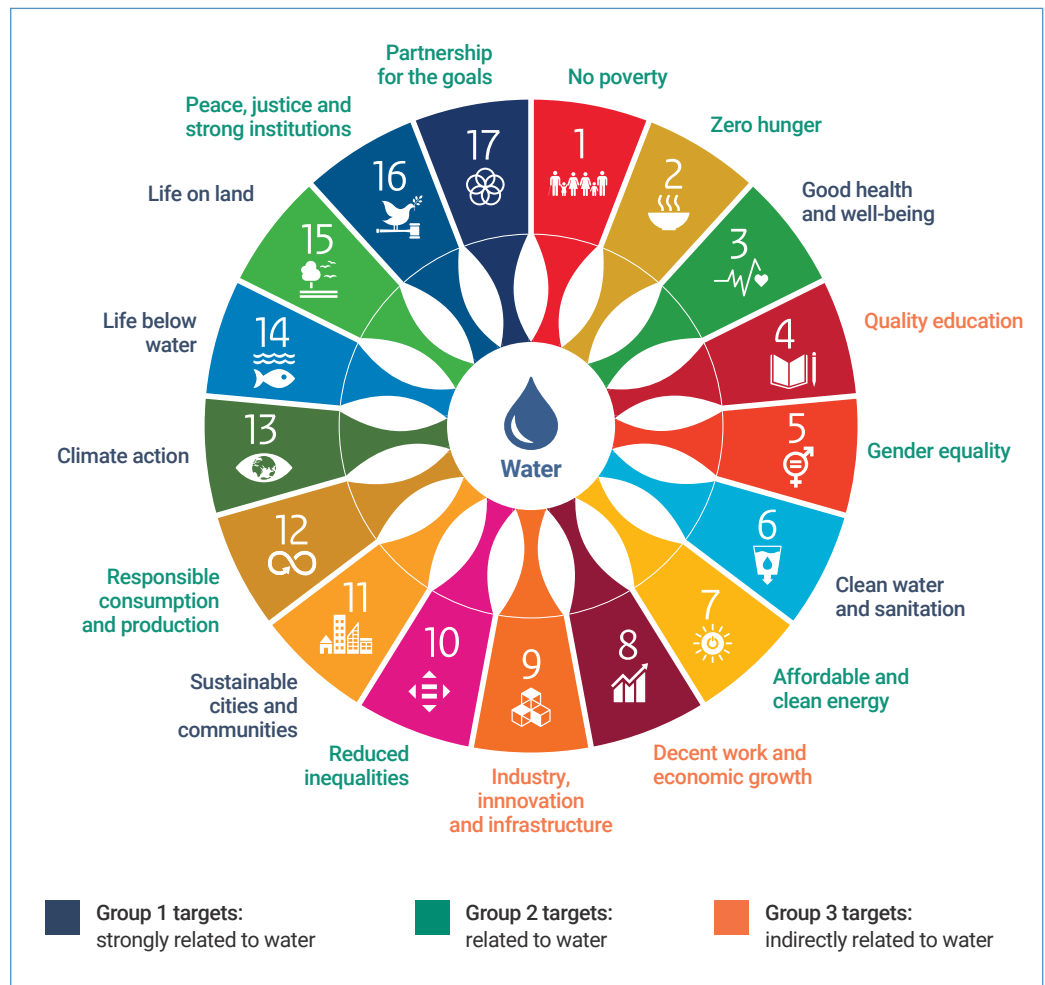 Partnership
for the goals
No poverty
Peace, justice and
strong institutions
Zero hunger
Life on land
Good health
and well-being
17
1
16
2
15
3
Life below
water
Quality education
14
4
Climate action
13
5
Gender equality
Water
12
6
Responsible
consumption
and production
Clean water
and sanitation
11
7
10
8
9
Sustainable
cities and
communities
Affordable and
clean energy
Reduced
inequalities
Decent work and
economic growth
Industry,
innnovation
and infrastructure
Group 1 targets:
strongly related to water
Group 2 targets:
related to water
Group 3 targets:
indirectly related to water